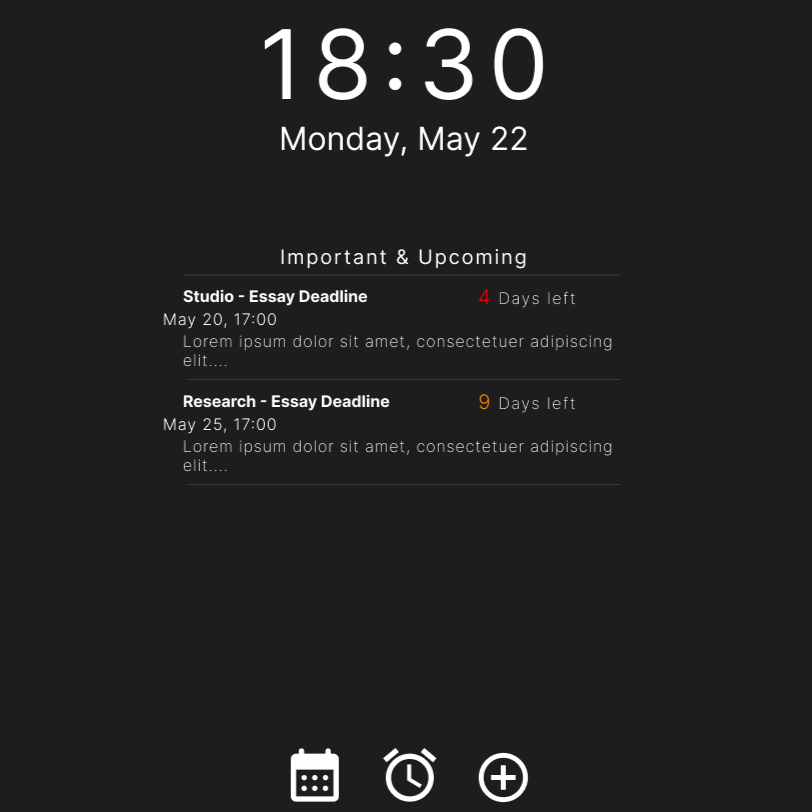 18:30
Monday, May 22
Important & Upcoming
Studio - Essay Deadline 4 Days left
May 20, 17:00
Lorem ipsum dolor sit amet, consectetuer adipiscing
elit....
Research - Essay Deadline 9 Days left
May 25, 17:00
Lorem ipsum dolor sit amet, consectetuer adipiscing
elit....